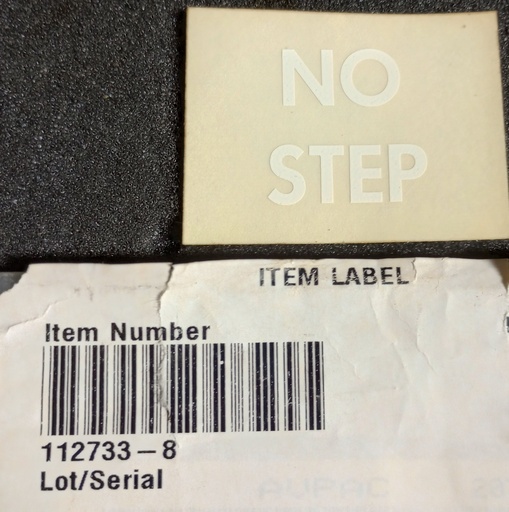 NO
STEP
ITEM LABEL
Item Number
112733-8
Lot/Serial